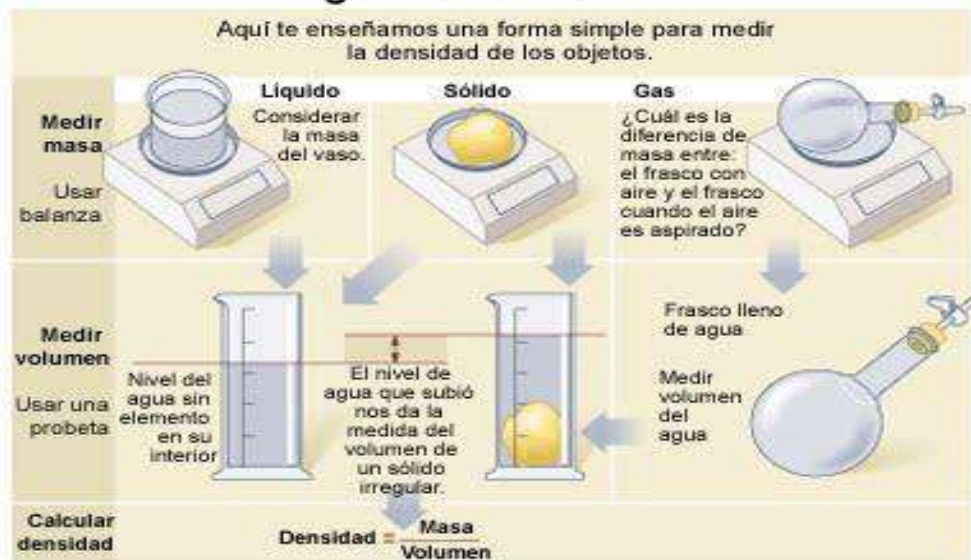 Aquí te enseñamos una forma simple para medir
la densidad de los objetos.
Medir
masa
Usar
balanza
Líquido
Considerar
la masa
del vaso.
Sólido
Gas
¿Cuál es la
diferencia de
masa entre:
el frasco con
aire y el frasco
cuando el aire
es aspirado?
Medir
volumen
Usar una
probeta
Nivel del
agua sin
elemento
en su
interior
El nivel de
agua que subió
nos da la
medida del
volumen de
un sólido
irregular.
Frasco lleno
de agua
Medir
volumen
del
agua
Calcular
densidad
Densidad = Masa
Volumen